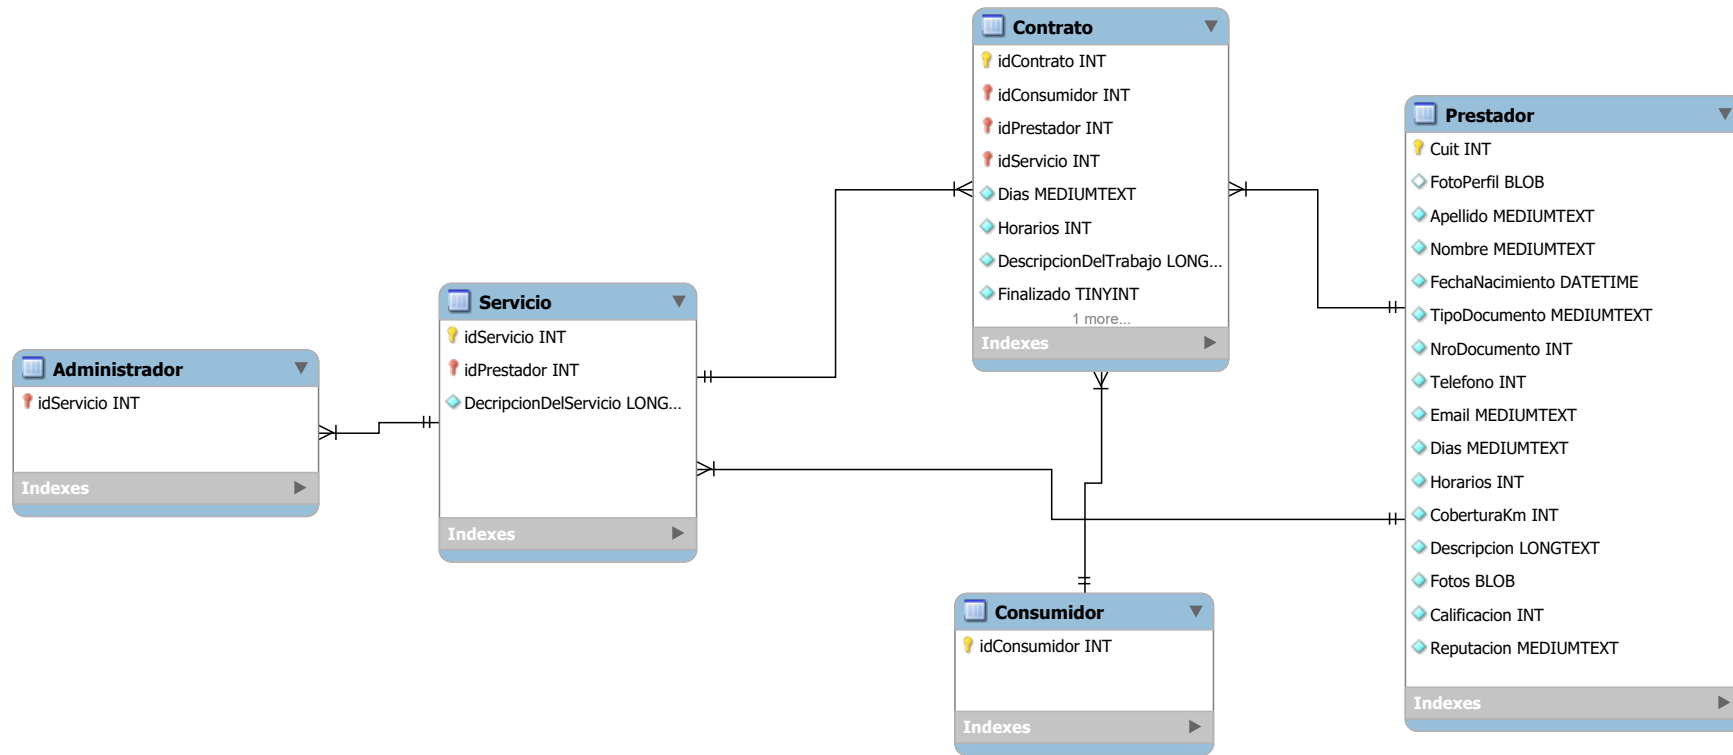 Contrato
idContrato INT
idConsumidor INT
idPrestador INT
idServicio INT
Dias MEDIUMTEXT
Horarios INT
DescripcionDelTrabajo LONG...
Finalizado TINYINT
1 more...
Indexes
Prestador
Cuit INT
FotoPerfil BLOB
Apellido MEDIUMTEXT
Nombre MEDIUMTEXT
FechaNacimiento DATETIME
TipoDocumento MEDIUMTEXT
NroDocumento INT
Telefono INT
Email MEDIUMTEXT
Dias MEDIUMTEXT
Horarios INT
CoberturaKm INT
Descripcion LONGTEXT
Fotos BLOB
Calificacion INT
Reputacion MEDIUMTEXT
Indexes
Servicio
idServicio INT
idPrestador INT
DecripcionDelServicio LONG...
Indexes
Administrador
idServicio INT
Indexes
Consumidor
idConsumidor INT
Indexes